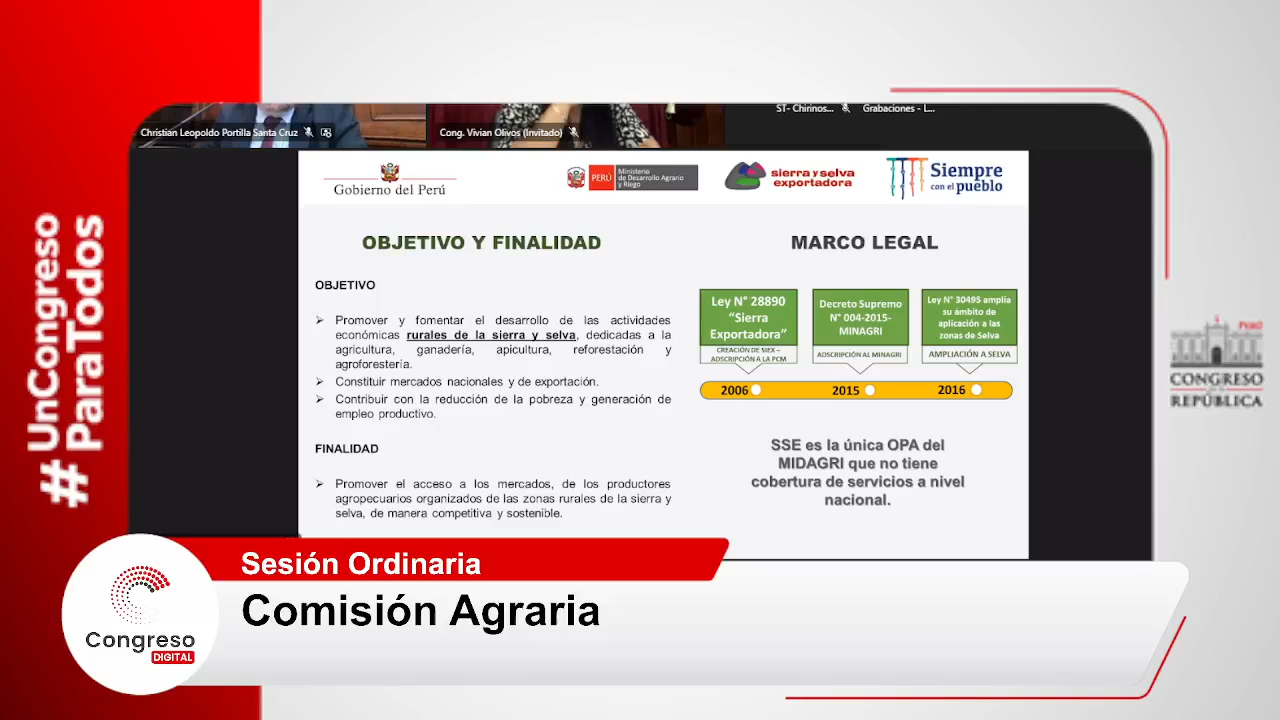 #UnCongreso
ParaTodos
Christian Leopoldo Portilla Santa Cruz
Cong. Vivian Olivos (Invitado)
ST- Chirinos...
Grabaciones - L...
Gobierno del Perú
PERÚ
Ministerio
de Desarrollo Agrario
y Riego
sierra y selva
exportadora
Siempre
con el pueblo
OBJETIVO Y FINALIDAD
OBJETIVO
➢ Promover y fomentar el desarrollo de las actividades
económicas rurales de la sierra y selva, dedicadas a la
agricultura, ganadería, apicultura, reforestación y
agroforestería.
➢ Constituir mercados nacionales y de exportación.
➢ Contribuir con la reducción de la pobreza y generación de
empleo productivo.
FINALIDAD
➢ Promover el acceso a los mercados, de los productores
agropecuarios organizados de las zonas rurales de la sierra y
selva, de manera competitiva y sostenible.
MARCO LEGAL
Ley N° 28890
“Sierra
Exportadora”
CREACIÓN DE SIEX –
ADSCRIPCIÓN A LA PCM
2006
Decreto Supremo
N° 004-2015-
MINAGRI
ADSCRIPCIÓN AL MINAGRI
2015
Ley N° 30495 amplia
su ámbito de
aplicación a las
zonas de Selva
AMPLIACIÓN A SELVA
2016
SSE es la única OPA del
MIDAGRI que no tiene
cobertura de servicios a nivel
nacional.
PERÚ
CONGRESO
REPÚBLICA
Sesión Ordinaria
Comisión Agraria
Congreso
DIGITAL